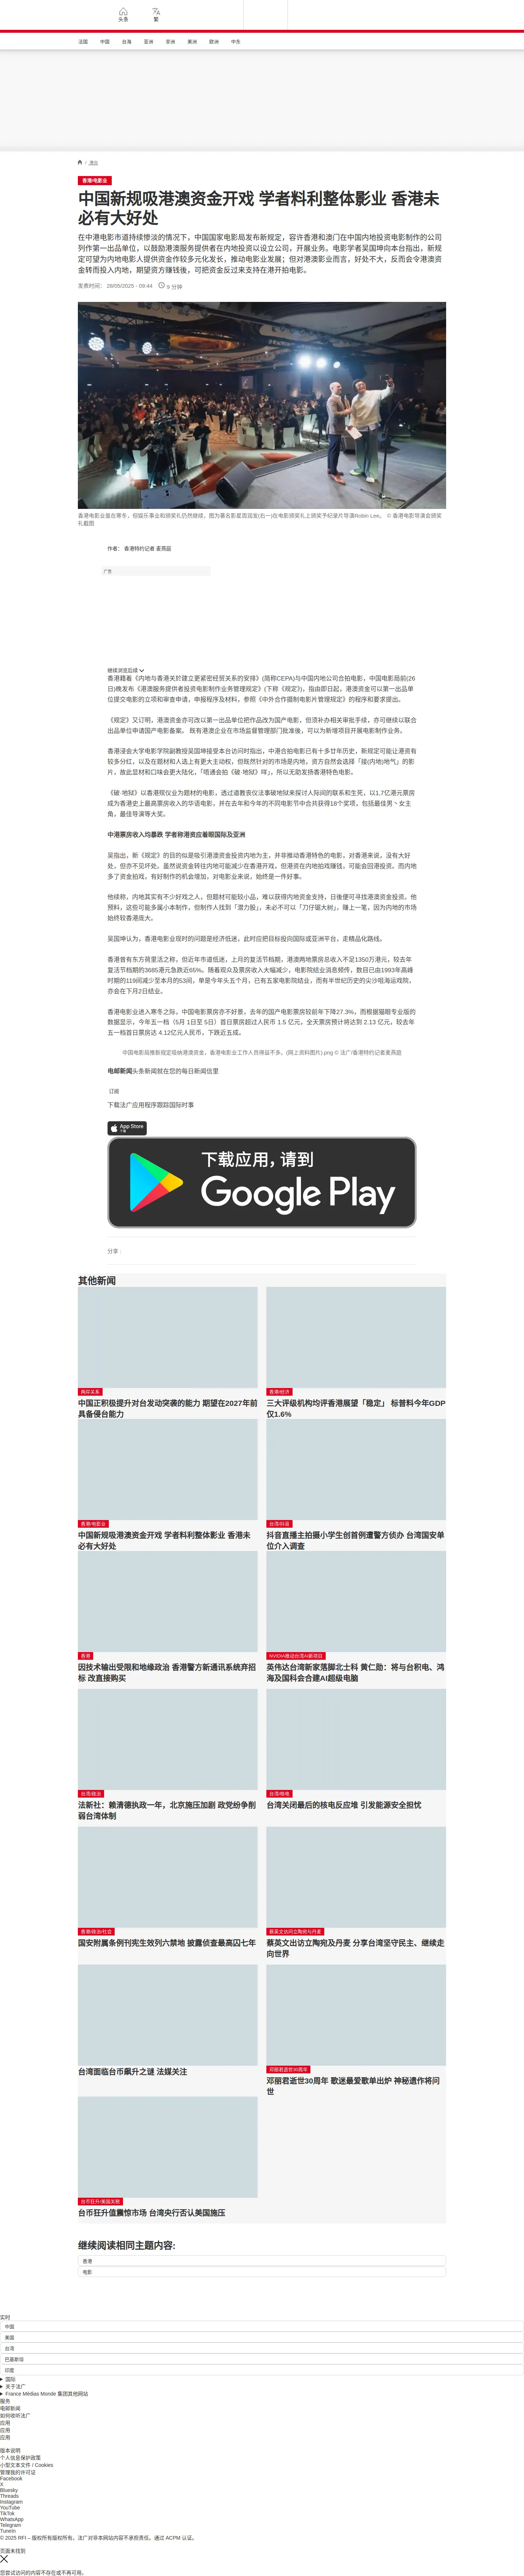 头条
繁
法国
中国
台海
亚洲
非洲
美洲
欧洲
中东
港台
香港/电影业
中国新规吸港澳资金开戏 学者料利整体影业 香港未
必有大好处
在中港电影市道持续惨淡的情况下，中国国家电影局发布新规定，容许香港和澳门在中国内地投资电影制作的公司
列作第一出品单位，以鼓励港澳服务提供者在内地投资以设立公司，开展业务。电影学者吴国坤向本台指出，新规
定可望为内地电影人提供资金作较多元化发长，推动电影业发展；但对港澳影业而言，好处不大，反而会令港澳资
金转而投入内地，期望资方赚钱後，可把资金反过来支持在港开拍电影。
发表时间： 28/05/2025 - 09:44
9 分钟
香港电影业虽在寒冬，但娱乐事业和颁奖礼仍然继续，图为著名影星周润发(右一)在电影颁奖礼上颁奖予纪录片导演Robin Lee。 © 香港电影导演会颁奖
礼截图
作者： 香港特约记者 麦燕庭
广告
继续浏览后续
香港藉着《内地与香港关於建立更紧密经贸关系的安排》(简称CEPA)与中国内地公司合拍电影，中国电影局前(26
日)晚发布《港澳服务提供者投资电影制作业务管理规定》(下称《规定》)，指由即日起，港澳资金可以第一出品单
位提交电影的立项和审查申请，申报程序及材料，参照《中外合作摄制电影片管理规定》的程序和要求提出。
《规定》又订明，港澳资金亦可改以第一出品单位把作品改为国产电影，但须补办相关审批手续，亦可继续以联合
出品单位申请国产电影备案。 既有港澳企业在市场监督管理部门批准後，可以为新增项目开展电影制作业务。
香港浸会大学电影学院副教授吴国坤接受本台访问时指出，中港合拍电影已有十多廿年历史，新规定可能让港资有
较多分红，以及在题材和人选上有更大主动权，但既然针对的市场是内地，资方自然会选择「接(内地)地气」的影
片，故此显材和口味会更大陆化，「唔通会拍《破·地狱》咩」，所以无助发扬香港特色电影。
《破·地狱》以香港殡仪业为题材的电影，透过道教丧仪法事破地狱来探讨人际间的联系和生死，以1.7亿港元票房
成为香港史上最高票房收入的华语电影，并在去年和今年的不同电影节中合共获得18个奖项，包括最佳男丶女主
角，最佳导演等大奖。
中港票房收入均暴跌 学者称港资应着眼国际及亚洲
吴指出，新《规定》的目的似是吸引港澳资金投资内地为主，并非推动香港特色的电影，对香港来说，没有大好
处，但亦不见坏处。虽然说资金转往内地可能减少在香港开戏，但港资在内地拍戏赚钱，可能会回港投资。而内地
多了资金拍戏，有好制作的机会增加，对电影业来说，始终是一件好事。
他续称，内地其实有不少好戏之人，但题材可能较小品，难以获得内地资金支持，日後便可寻找港澳资金投资。他
预料，这些可能多属小本制作，但制作人找到「潜力股」，未必不可以「刀仔锯大树」，赚上一笔，因为内地的市场
始终较香港庞大。
吴国坤认为，香港电影业现时的问题是经济低迷，此时应把目标投向国际或亚洲平台，走精品化路线。
香港曾有东方荷里活之称，但近年市道低迷，上月的复活节档期，港澳两地票房总收入不足1350万港元，较去年
复活节档期的3685港元急跌近65%。随着观众及票房收入大幅减少，电影院结业消息频传，数目已由1993年高峰
时期的119间减少至本月的53间，单是今年头五个月，已有五家电影院结业，而有半世纪历史的尖沙咀海运戏院，
亦会在下月2日结业。
香港电影业进入寒冬之际，中国电影票房亦不好景，去年的国产电影票房较前年下降27.3%，而根据猫眼专业版的
数据显示，今年五一档（5月 1日至 5日）首日票房超过人民币 1.5 亿元，全天票房预计将达到 2.13 亿元，较去年
五一档首日票房达 4.12亿元人民币，下跌近五成。
中国电影局推新规定吸纳港澳资金，香港电影业工作人员得益不多。(网上资料图片).png © 法广/香港特约记者麦燕庭
电邮新闻头条新闻就在您的每日新闻信里
订阅
下载法广应用程序跟踪国际时事
App Store
下载
下载应用，请到
Google Play
分享 :
其他新闻
两岸关系
中国正积极提升对台发动突袭的能力 期望在2027年前
具备侵台能力
香港/经济
三大评级机构均评香港展望「稳定」 标普料今年GDP
仅1.6%
香港/电影业
中国新规吸港澳资金开戏 学者料利整体影业 香港未
必有大好处
台湾/抖音
抖音直播主拍摄小学生创首例遭警方侦办 台湾国安单
位介入调查
香港
因技术输出受限和地缘政治 香港警方新通讯系统弃招
标 改直接购买
NVIDIA推动台湾AI新项目
英伟达台湾新家落脚北士科 黄仁勋：将与台积电、鸿
海及国科会合建AI超级电脑
台湾/政治
法新社：赖清德执政一年，北京施压加剧 政党纷争削
弱台湾体制
台湾/核电
台湾关闭最后的核电反应堆 引发能源安全担忧
香港/政治/社会
国安附属条例刊宪生效列六禁地 披露侦查最高囚七年
蔡英文访问立陶宛与丹麦
蔡英文出访立陶宛及丹麦 分享台湾坚守民主、继续走
向世界
台湾面临台币飙升之谜 法媒关注
邓丽君逝世30周年
邓丽君逝世30周年 歌迷最爱歌单出炉 神秘遗作将问
世
台币狂升/美国关税
台币狂升值震惊市场 台湾央行否认美国施压
继续阅读相同主题内容:
香港
电影
实时
中国
美国
台湾
巴基斯坦
印度
国际
关于法广
France Médias Monde 集团其他网站
服务
电邮新闻
如何收听法广
应用
应用
应用
版本说明
个人信息保护政策
小型文本文件 / Cookies
管理我的许可证
Facebook
X
Bluesky
Threads
Instagram
YouTube
TikTok
WhatsApp
Telegram
TuneIn
© 2025 RFI – 版权所有版权所有。法广对非本网站内容不承担责任。通过 ACPM 认证。
页面未找到
您尝试访问的内容不存在或不再可用。